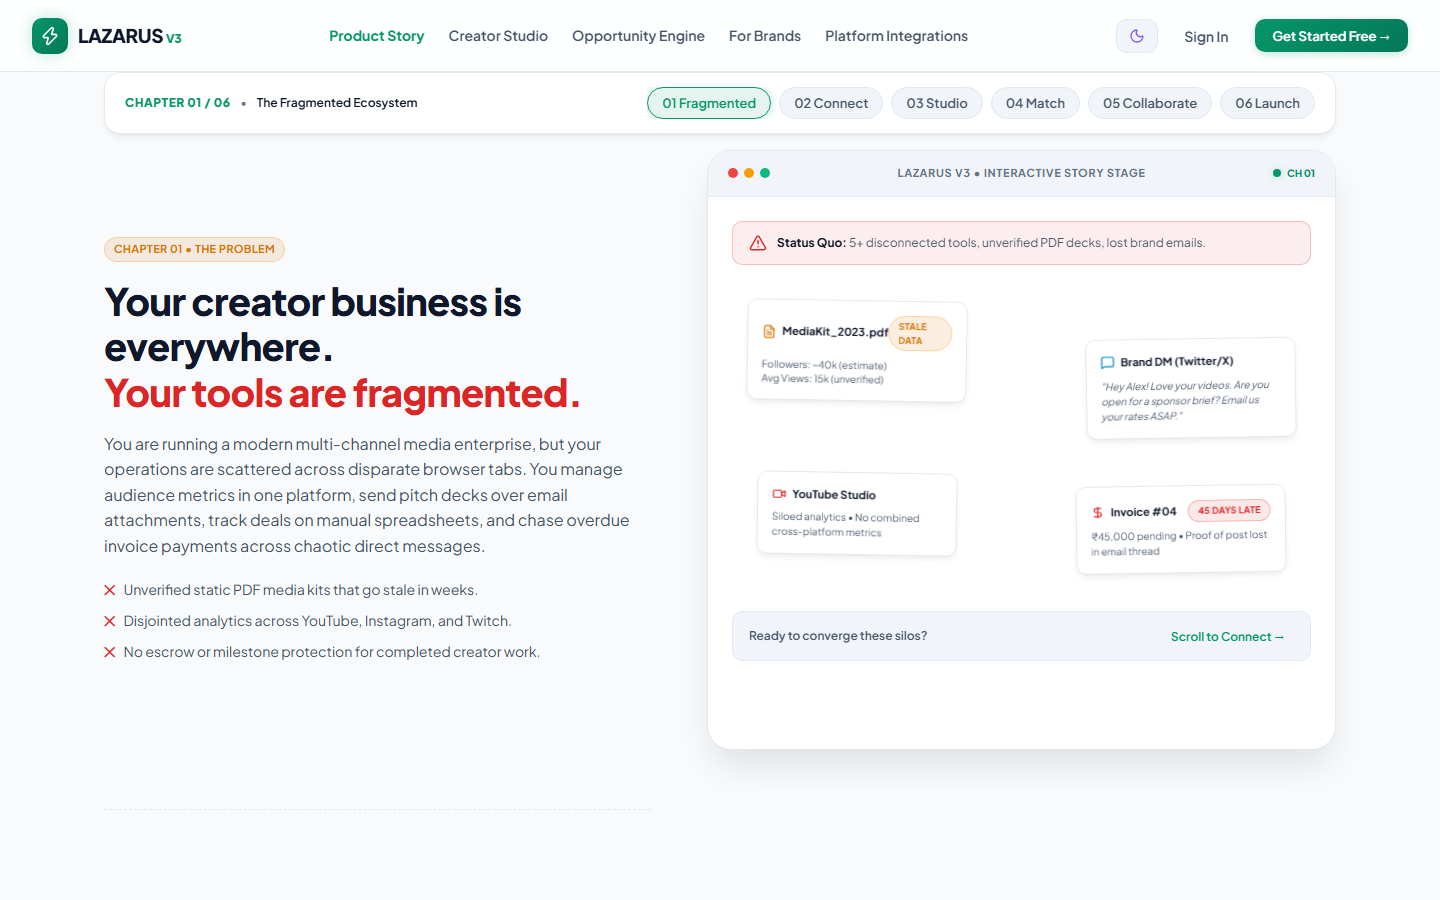 LAZARUS V3
Product Story
Creator Studio
Opportunity Engine
For Brands
Platform Integrations
Sign In
Get Started Free →
CHAPTER 01 / 06 • The Fragmented Ecosystem
01 Fragmented
02 Connect
03 Studio
04 Match
05 Collaborate
06 Launch
CHAPTER 01 • THE PROBLEM
Your creator business is
everywhere.
Your tools are fragmented.
You are running a modern multi-channel media enterprise, but your
operations are scattered across disparate browser tabs. You manage
audience metrics in one platform, send pitch decks over email
attachments, track deals on manual spreadsheets, and chase overdue
invoice payments across chaotic direct messages.
Unverified static PDF media kits that go stale in weeks.
Disjointed analytics across YouTube, Instagram, and Twitch.
No escrow or milestone protection for completed creator work.
LAZARUS V3 • INTERACTIVE STORY STAGE
CH 01
Status Quo: 5+ disconnected tools, unverified PDF decks, lost brand emails.
MediaKit_2023.pdf
STALE
DATA
Followers: ~40k (estimate)
Avg Views: 15k (unverified)
Brand DM (Twitter/X)
"Hey Alex! Love your videos. Are you
open for a sponsor brief? Email us
your rates ASAP."
YouTube Studio
Siloed analytics • No combined
cross-platform metrics
Invoice #04
45 DAYS LATE
₹45,000 pending • Proof of post lost
in email thread
Ready to converge these silos?
Scroll to Connect →